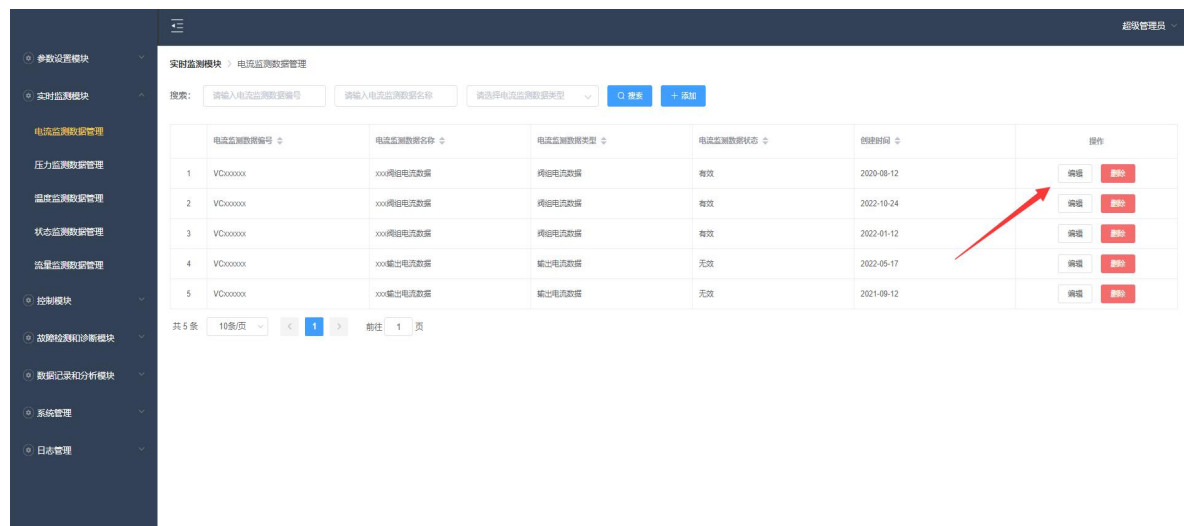 超级管理员
参数设置模块
实时监测模块
电流监测数据管理
压力监测数据管理
温度监测数据管理
状态监测数据管理
流量监测数据管理
控制模块
故障检测和诊断模块
数据记录和分析模块
系统管理
日志管理
实时监测模块 > 电流监测数据管理
搜索： 请输入电流监测数据编号 请输入电流监测数据名称 请选择电流监测数据类型 搜索 + 添加
电流监测数据编号 电流监测数据名称 电流监测数据类型 电流监测数据状态 创建时间 操作
1 VCxxxxxx xxx阀组电流数据 阀组电流数据 有效 2020-08-12 编辑 删除
2 VCxxxxxx xxx阀组电流数据 阀组电流数据 有效 2022-10-24 编辑 删除
3 VCxxxxxx xxx阀组电流数据 阀组电流数据 有效 2022-01-12 编辑 删除
4 VCxxxxxx xxx输出电流数据 输出电流数据 无效 2022-05-17 编辑 删除
5 VCxxxxxx xxx输出电流数据 输出电流数据 无效 2021-09-12 编辑 删除
共 5 条 10条/页 < 1 > 前往 1 页